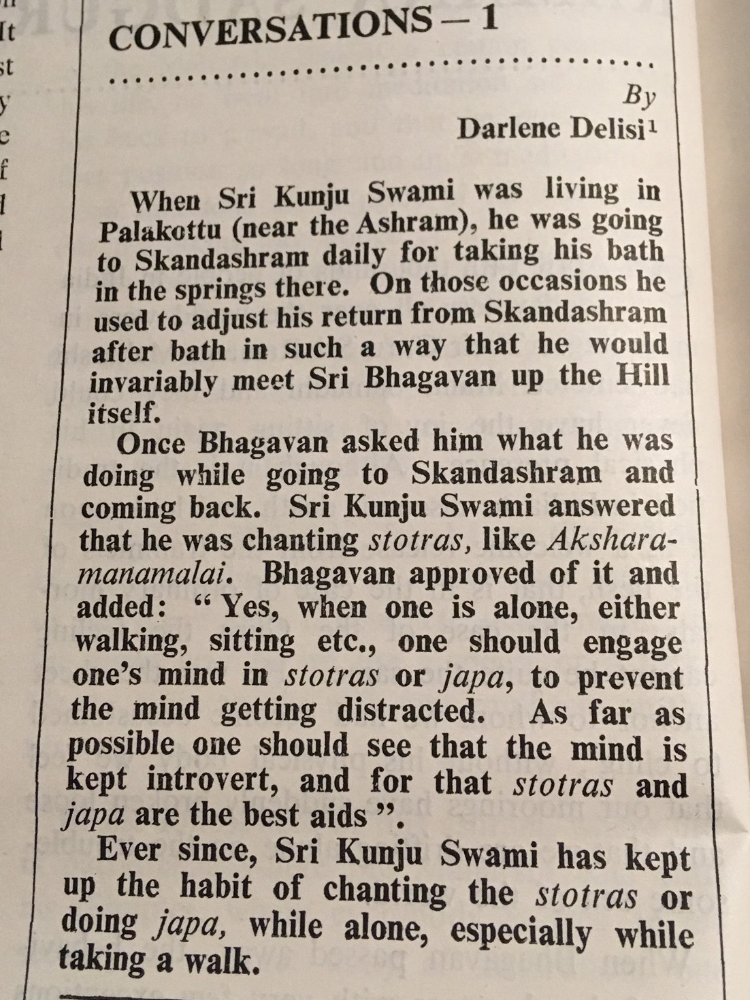 CONVERSATIONS – 1
By
Darlene Delisi¹
When Sri Kunju Swami was living in
Palakottu (near the Ashram), he was going
to Skandashram daily for taking his bath
in the springs there. On those occasions he
used to adjust his return from Skandashram
after bath in such a way that he would
invariably meet Sri Bhagavan up the Hill
itself.
Once Bhagavan asked him what he was
doing while going to Skandashram and
coming back. Sri Kunju Swami answered
that he was chanting stotras, like Akshara-
manamalai. Bhagavan approved of it and
added: “ Yes, when one is alone, either
walking, sitting etc., one should engage
one’s mind in stotras or japa, to prevent
the mind getting distracted. As far as
possible one should see that the mind is
kept introvert, and for that stotras and
japa are the best aids ”.
Ever since, Sri Kunju Swami has kept
up the habit of chanting the stotras or
doing japa, while alone, especially while
taking a walk.